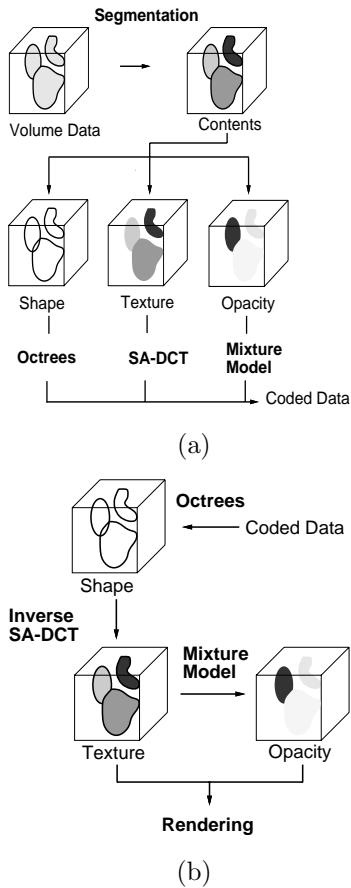 Segmentation
Volume Data
Contents
Shape Texture Opacity
Octrees SA-DCT Mixture
Model
Coded Data
(a)
Octrees
Coded Data
Shape
Inverse
SA-DCT
Mixture
Model
Texture Opacity
Rendering
(b)